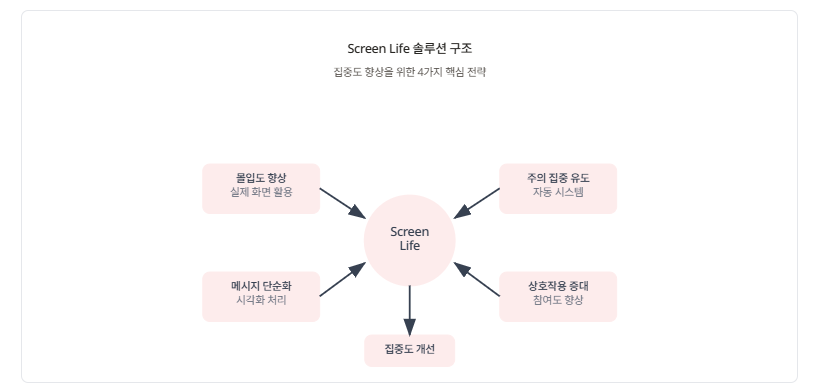 Screen Life 솔루션 구조
집중도 향상을 위한 4가지 핵심 전략
몰입도 향상
실제 화면 활용
주의 집중 유도
자동 시스템
Screen
Life
메시지 단순화
시각화 처리
상호작용 증대
참여도 향상
집중도 개선